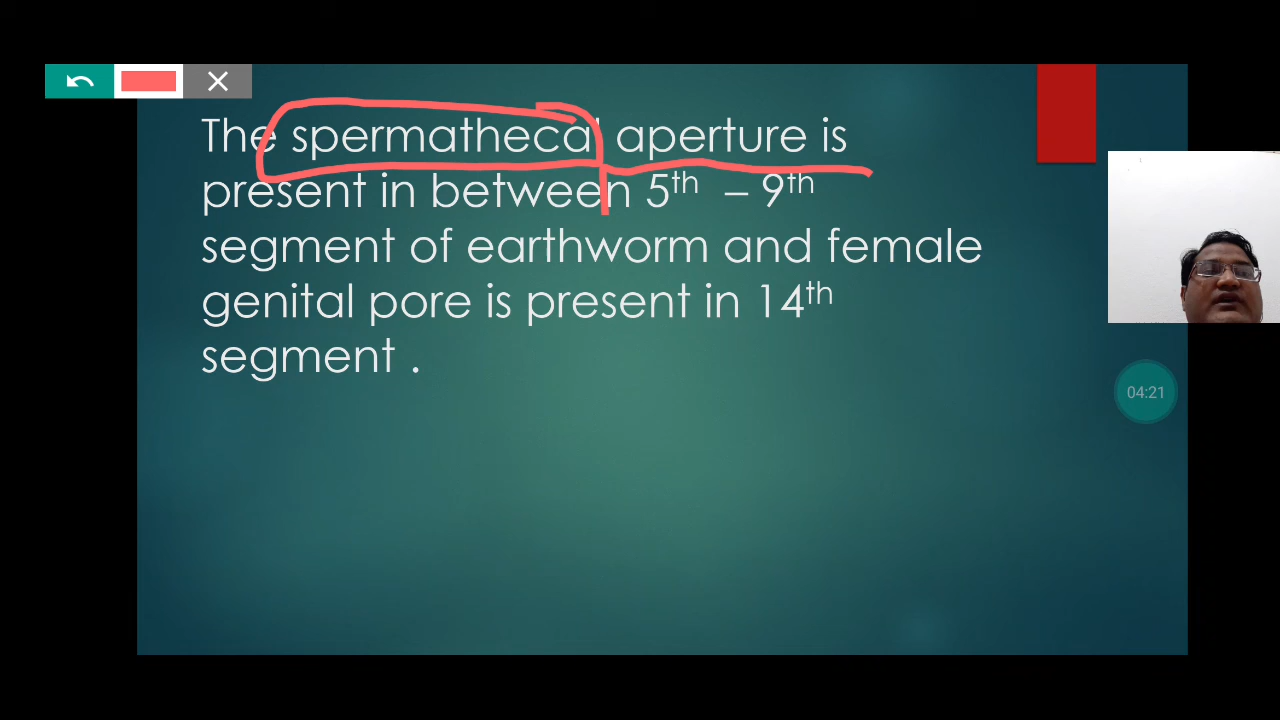 The spermathecal aperture is
present in between 5th – 9th
segment of earthworm and female
genital pore is present in 14th
segment .
04:21